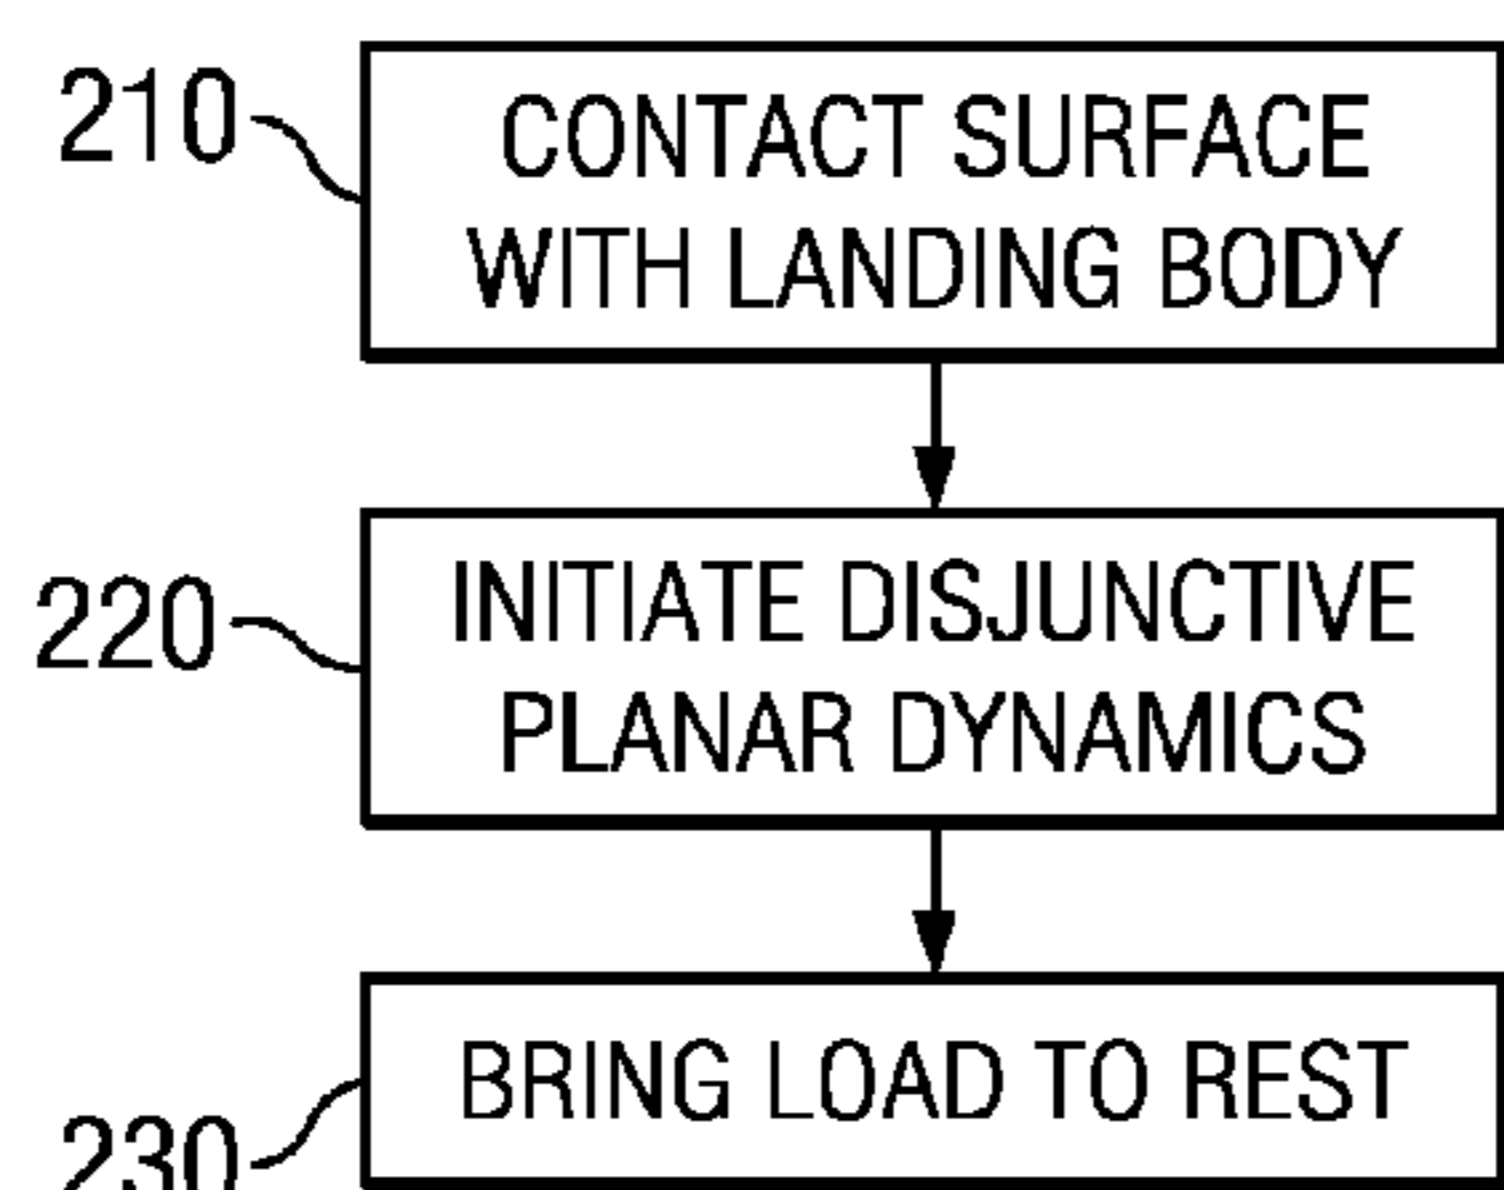 210
CONTACT SURFACE
WITH LANDING BODY
220
INITIATE DISJUNCTIVE
PLANAR DYNAMICS
BRING LOAD TO REST
230